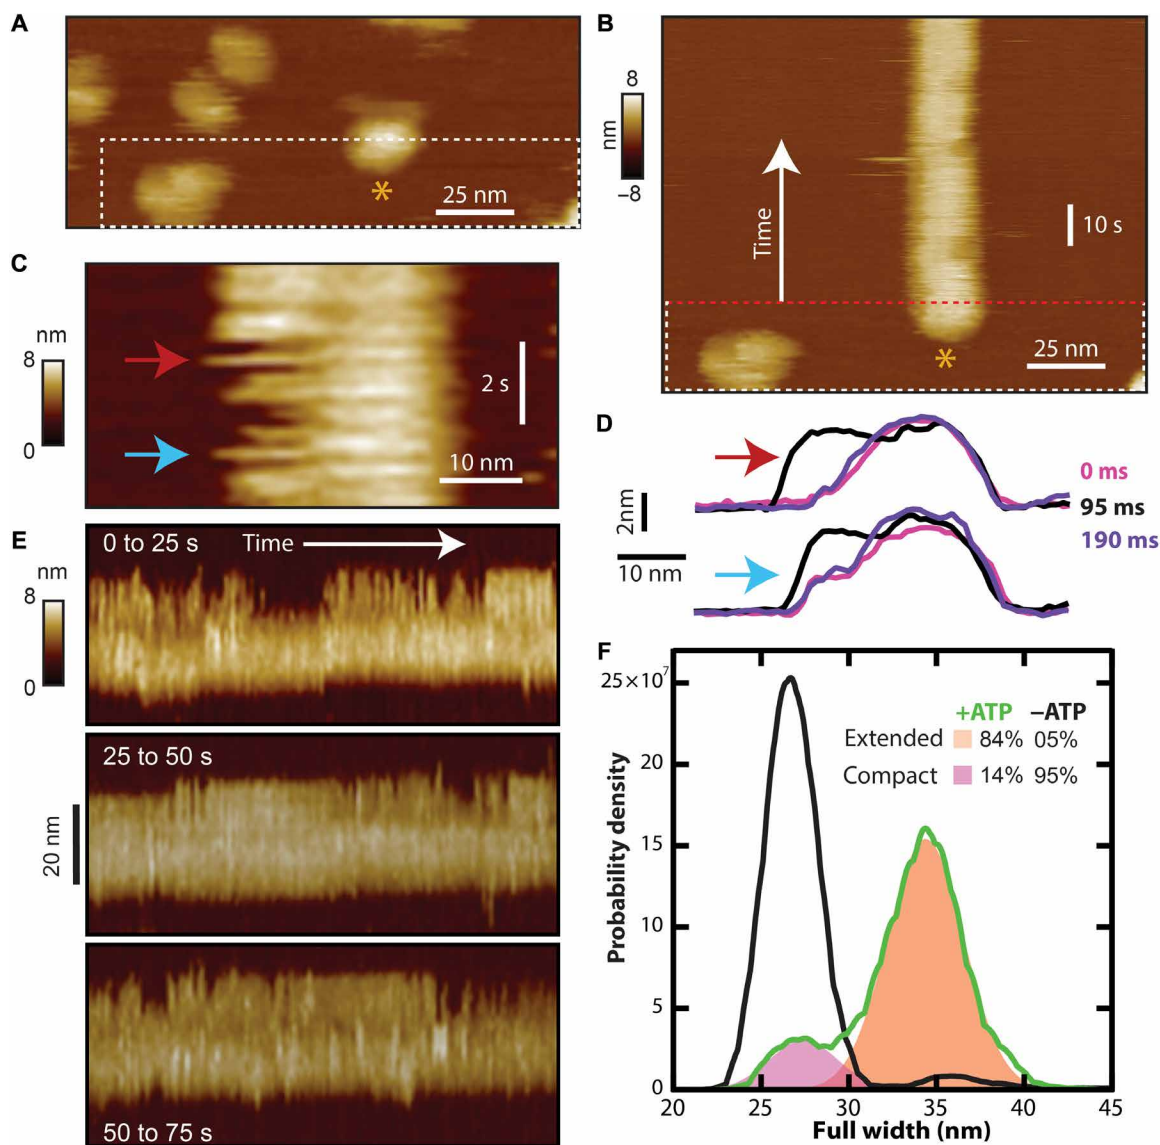 A
*
25 nm
B
8
nm
−8
Time
10 s
*
25 nm
C
nm
8
0
2 s
10 nm
D
0 ms
95 ms
190 ms
2nm
10 nm
E
0 to 25 s
Time
nm
8
0
25 to 50 s
20 nm
50 to 75 s
F
25×10⁷
20
15
10
5
0
Probability density
+ATP −ATP
Extended 84% 05%
Compact 14% 95%
20 25 30 35 40 45
Full width (nm)